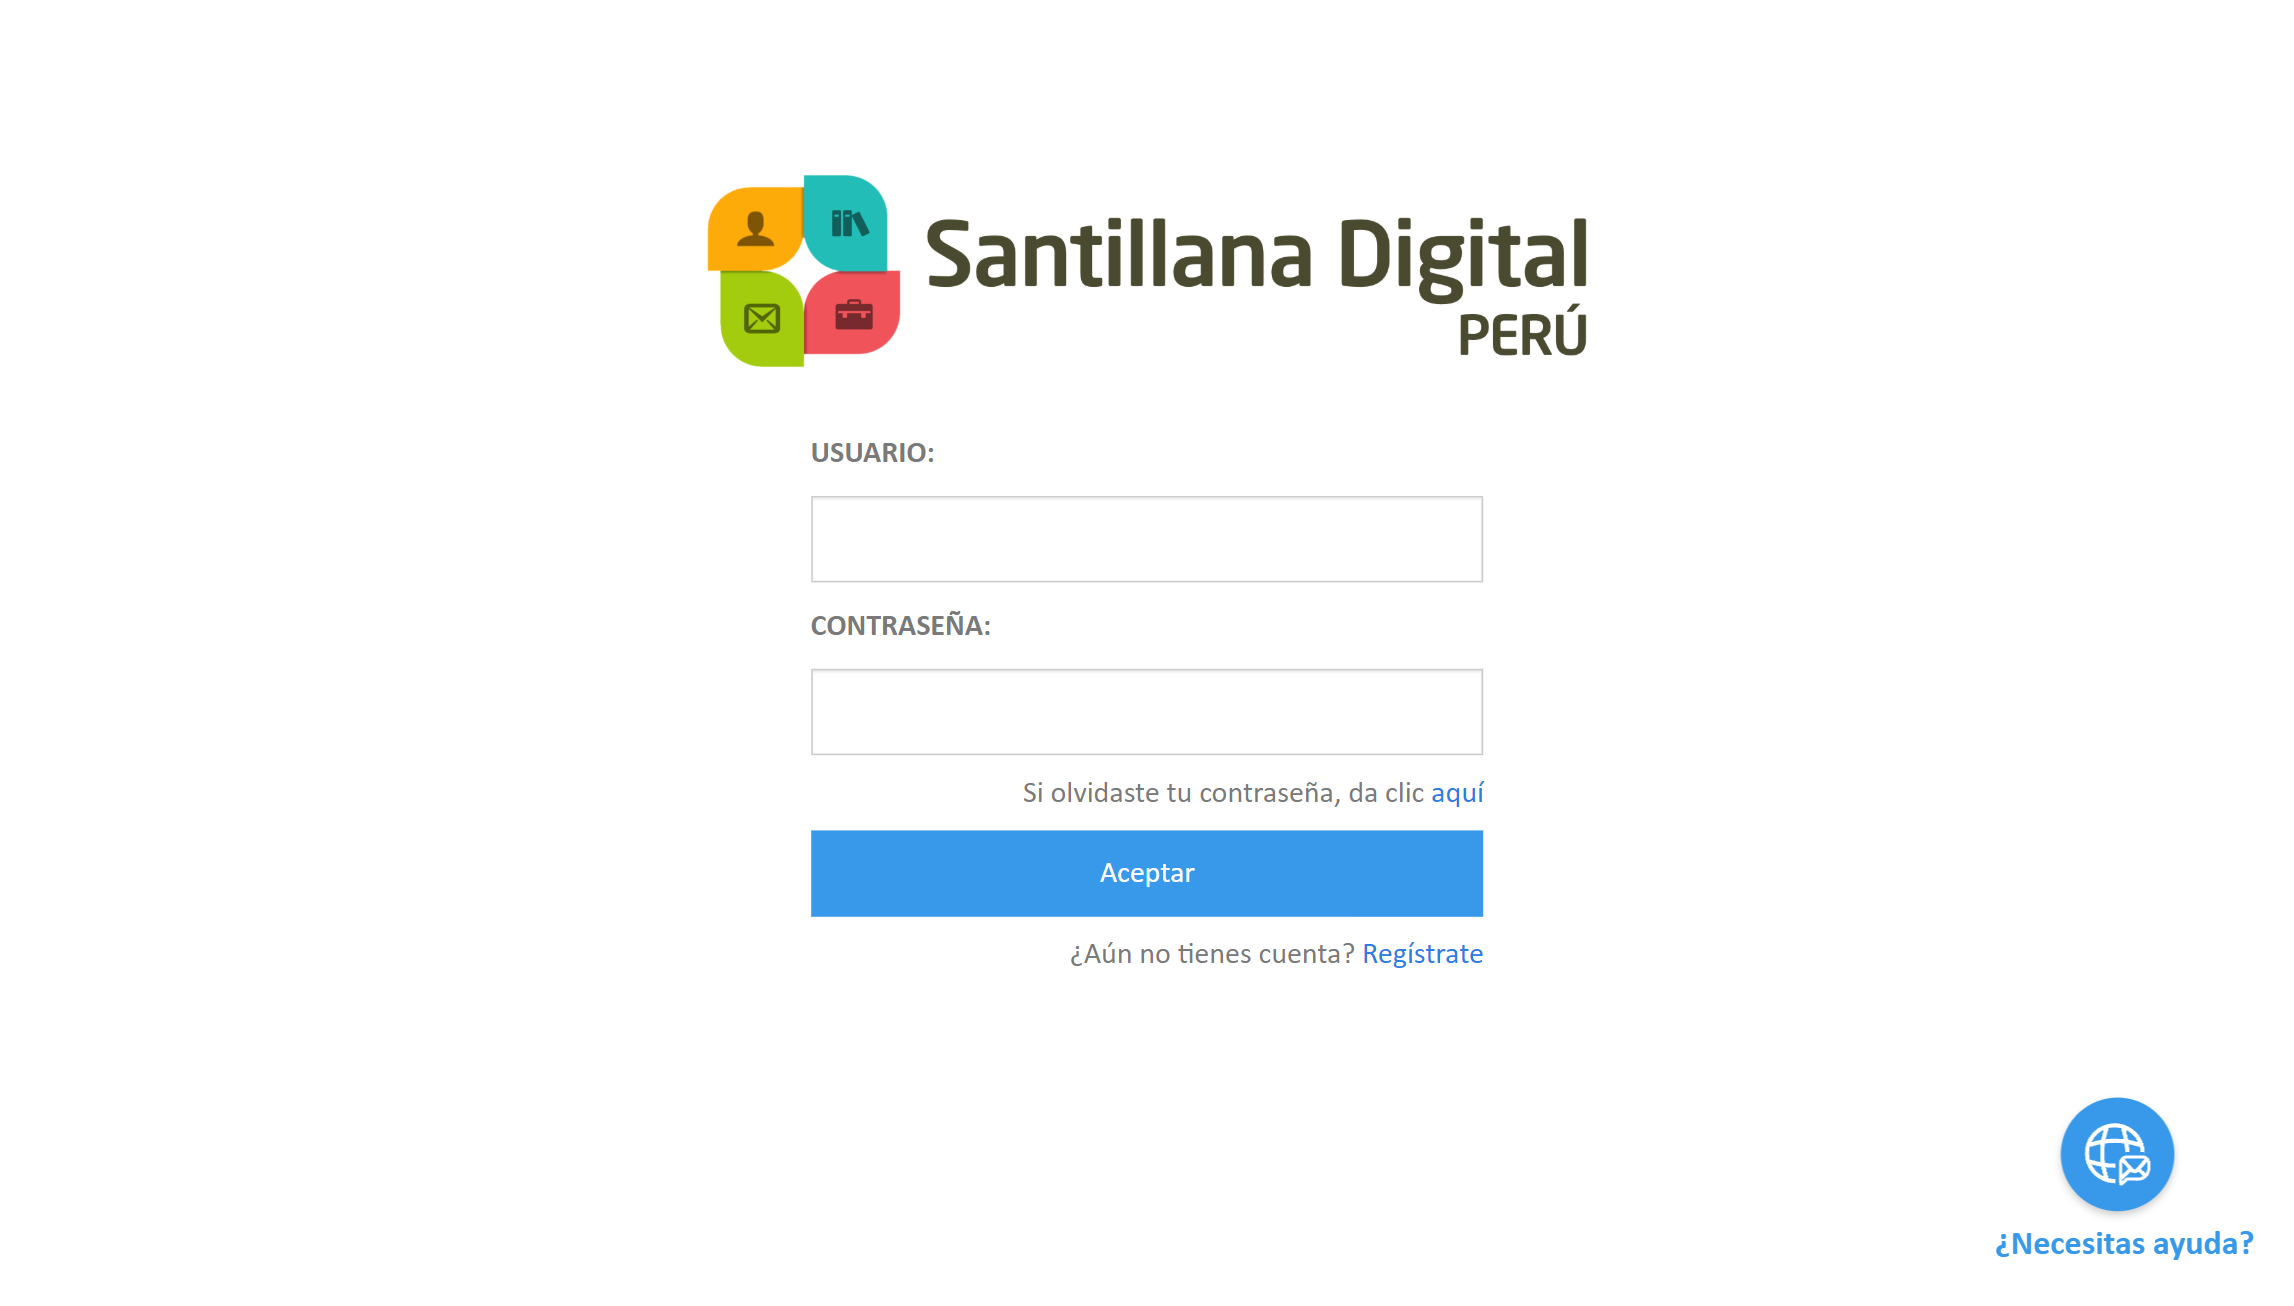 Santillana Digital
PERÚ
USUARIO:
CONTRASEÑA:
Si olvidaste tu contraseña, da clic aquí
Aceptar
¿Aún no tienes cuenta? Regístrate
¿Necesitas ayuda?